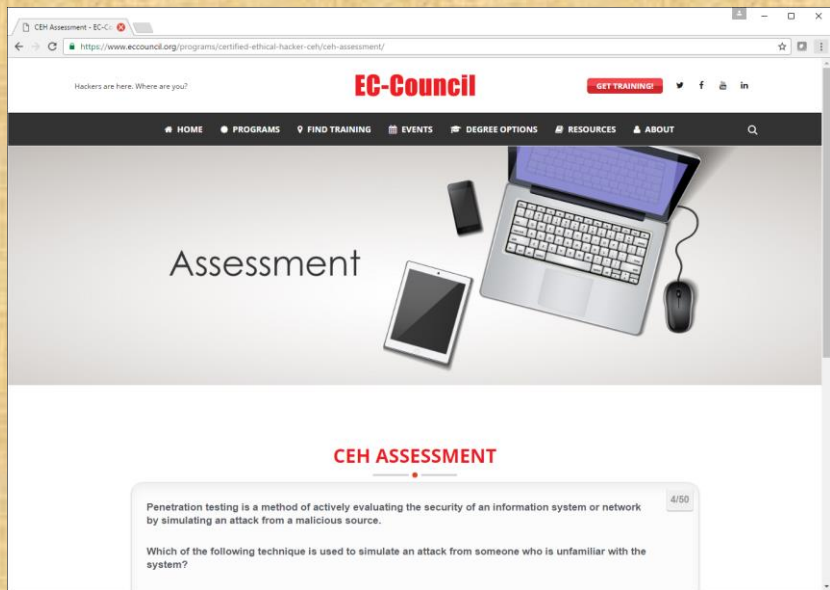 CEH Assessment - EC-Co
https://www.eccouncil.org/programs/certified-ethical-hacker-ceh/ceh-assessment/
Hackers are here. Where are you?
EC-Council
GET TRAINING!
HOME PROGRAMS FIND TRAINING EVENTS DEGREE OPTIONS RESOURCES ABOUT
Assessment
CEH ASSESSMENT
4/50
Penetration testing is a method of actively evaluating the security of an information system or network
by simulating an attack from a malicious source.
Which of the following technique is used to simulate an attack from someone who is unfamiliar with the
system?